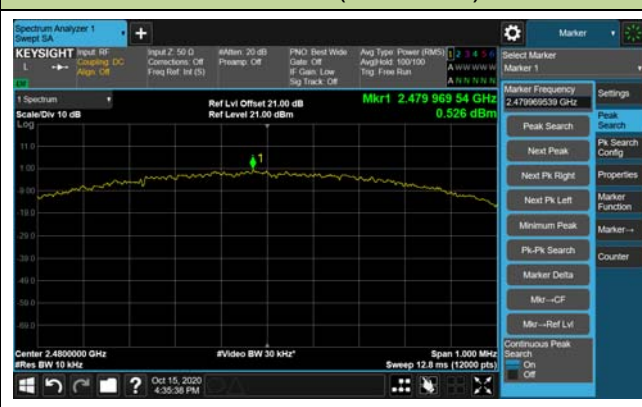 Spectrum Analyzer 1
Swept SA
+
Marker
KEYSIGHT
L
Input: RF
Coupling: DC
Align: Off
Input Z: 50 Ω
Corrections: Off
Freq Ref: Int (S)
#Atten: 20 dB
Preamp: Off
PNO: Best Wide
Gate: Off
IF Gain: Low
Sig Track: Off
Avg Type: Power (RMS)
Avg|Hold: 100/100
Trig: Free Run
1 2 3 4 5 6
A W W W W W
A N N N N N
Select Marker
Marker 1
1 Spectrum
Scale/Div 10 dB
Log
Ref Lvl Offset 21.00 dB
Ref Level 21.00 dBm
Mkr1 2.479 969 54 GHz
0.526 dBm
1
11.0
1.00
-9.00
-19.0
-29.0
-39.0
-49.0
-59.0
-69.0
Center 2.4800000 GHz
#Res BW 10 kHz
#Video BW 30 kHz*
Span 1.000 MHz
Sweep 12.8 ms (12000 pts)
Marker Frequency
2.479969539 GHz
Peak Search
Next Peak
Next Pk Right
Next Pk Left
Minimum Peak
Pk-Pk Search
Marker Delta
Mkr→CF
Mkr→Ref Lvl
Continuous Peak
Search
On
Off
Settings
Peak
Search
Pk Search
Config
Properties
Marker
Function
Marker→
Counter
?
Oct 15, 2020
4:35:38 PM